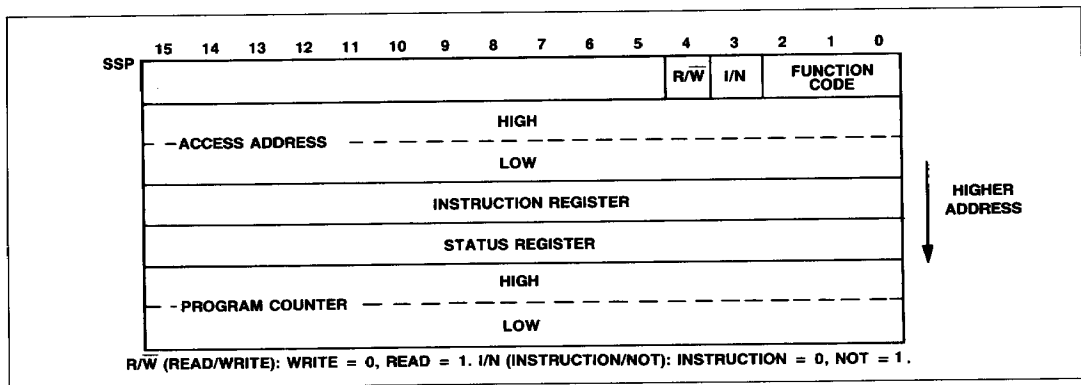 15 14 13 12 11 10 9 8 7 6 5 4 3 2 1 0
SSP
R/W̅ I/N FUNCTION
CODE
HIGH
ACCESS ADDRESS
LOW
INSTRUCTION REGISTER
STATUS REGISTER
HIGH
PROGRAM COUNTER
LOW
HIGHER
ADDRESS
R/W̅ (READ/WRITE): WRITE = 0, READ = 1. I/N (INSTRUCTION/NOT): INSTRUCTION = 0, NOT = 1.